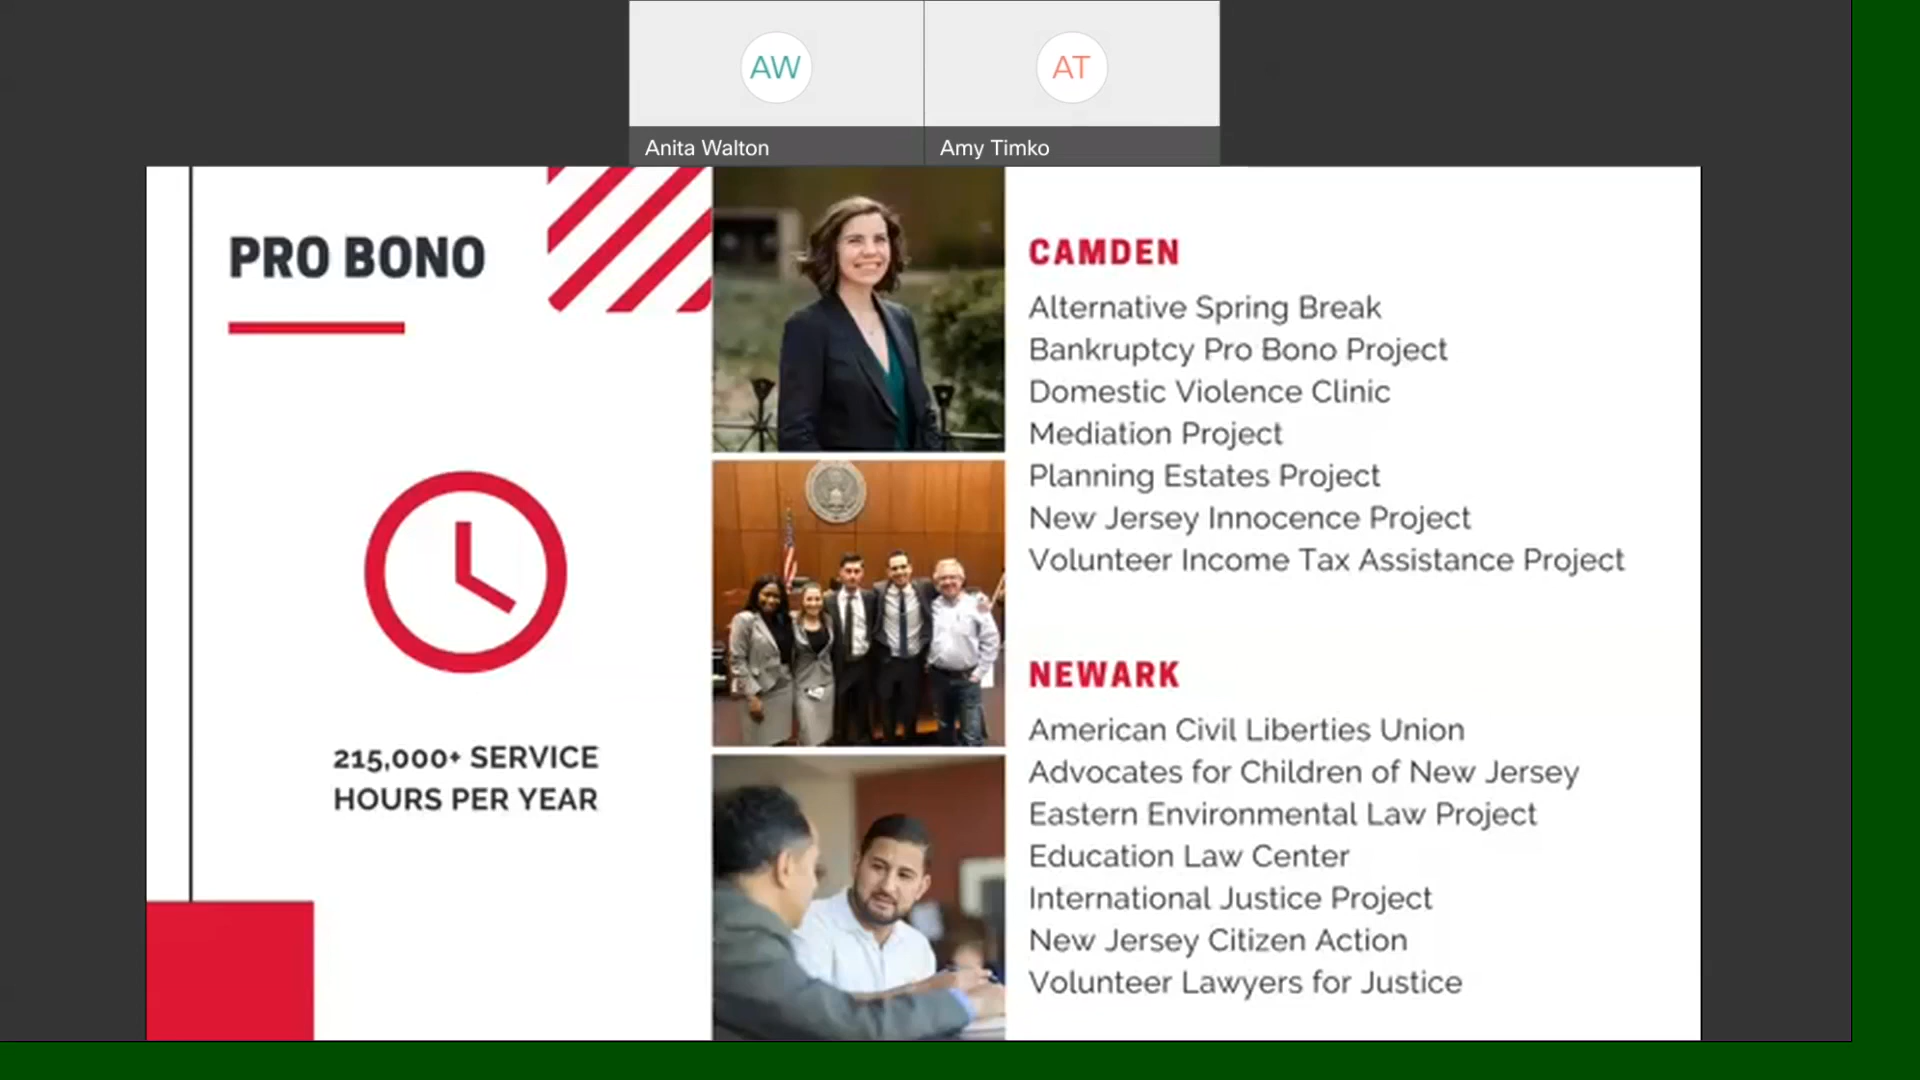 AW
AT
Anita Walton
Amy Timko
PRO BONO
215,000+ SERVICE
HOURS PER YEAR
CAMDEN
Alternative Spring Break
Bankruptcy Pro Bono Project
Domestic Violence Clinic
Mediation Project
Planning Estates Project
New Jersey Innocence Project
Volunteer Income Tax Assistance Project
NEWARK
American Civil Liberties Union
Advocates for Children of New Jersey
Eastern Environmental Law Project
Education Law Center
International Justice Project
New Jersey Citizen Action
Volunteer Lawyers for Justice